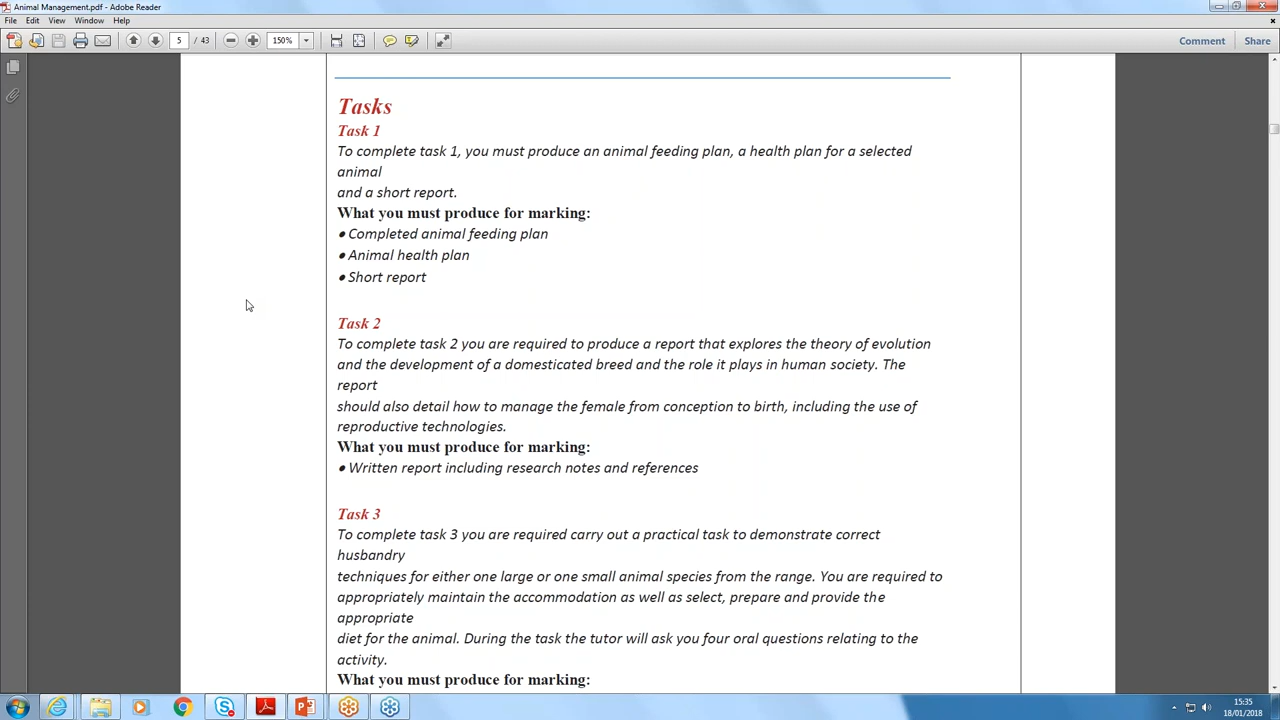 Animal Management.pdf - Adobe Reader
File Edit View Window Help
5 / 43 150% Comment Share
Tasks
Task 1
To complete task 1, you must produce an animal feeding plan, a health plan for a selected
animal
and a short report.
What you must produce for marking:
• Completed animal feeding plan
• Animal health plan
• Short report
Task 2
To complete task 2 you are required to produce a report that explores the theory of evolution
and the development of a domesticated breed and the role it plays in human society. The
report
should also detail how to manage the female from conception to birth, including the use of
reproductive technologies.
What you must produce for marking:
• Written report including research notes and references
Task 3
To complete task 3 you are required carry out a practical task to demonstrate correct
husbandry
techniques for either one large or one small animal species from the range. You are required to
appropriately maintain the accommodation as well as select, prepare and provide the
appropriate
diet for the animal. During the task the tutor will ask you four oral questions relating to the
activity.
What you must produce for marking:
15:35
18/01/2018